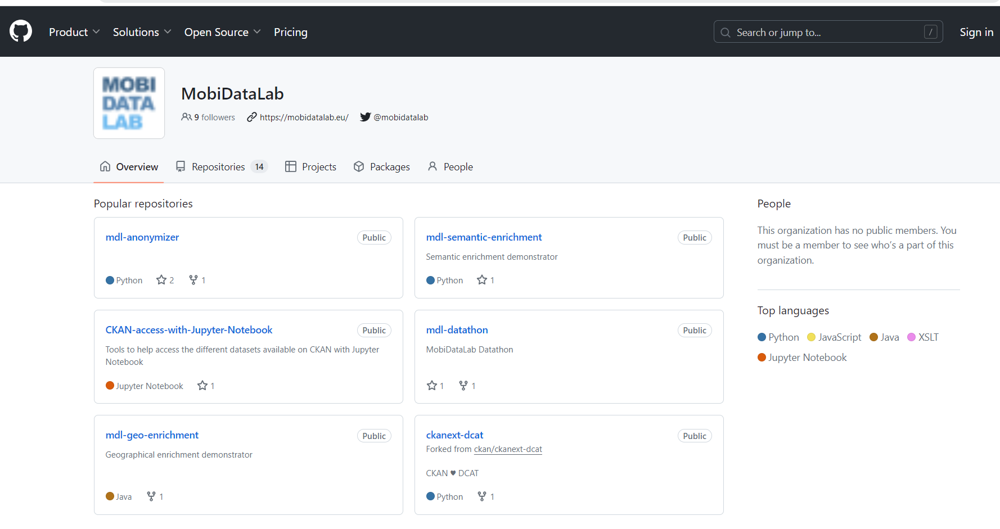 Product Solutions Open Source Pricing Search or jump to... / Sign in
MOBI
DATA
LAB
MobiDataLab
9 followers https://mobidatalab.eu/ @mobidatalab
Overview Repositories 14 Projects Packages People
Popular repositories
mdl-anonymizer Public
Python 2 1
mdl-semantic-enrichment Public
Semantic enrichment demonstrator
Python 1
CKAN-access-with-Jupyter-Notebook Public
Tools to help access the different datasets available on CKAN with Jupyter
Notebook
Jupyter Notebook 1
mdl-datathon Public
MobiDataLab Datathon
1 1
mdl-geo-enrichment Public
Geographical enrichment demonstrator
Java 1
ckanext-dcat Public
Forked from ckan/ckanext-dcat
CKAN ♥ DCAT
Python 1
People
This organization has no public members. You
must be a member to see who’s a part of this
organization.
Top languages
Python JavaScript Java XSLT
Jupyter Notebook